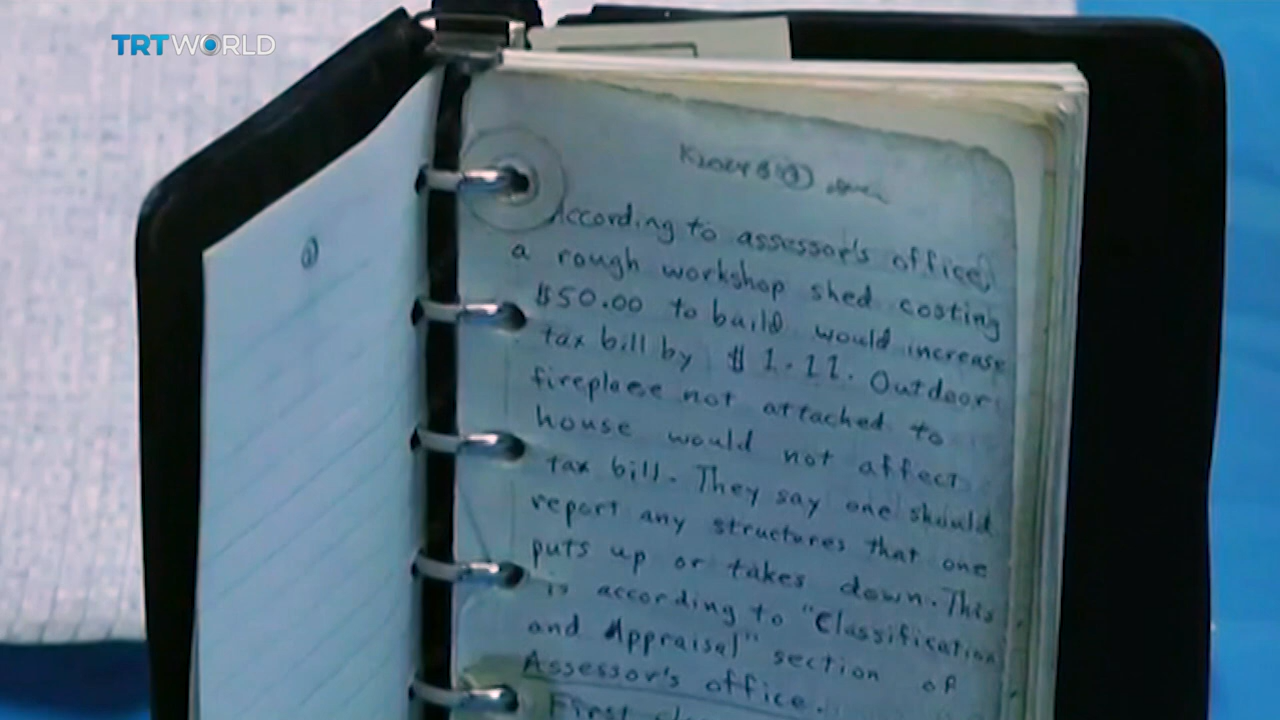 TRT WORLD
According to assessor's office,
a rough workshop shed costing
$50.00 to build would increase
tax bill by $1.11. Outdoor
fireplace not attached to
house would not affect
tax bill. They say one should
report any structures that one
puts up or takes down. This
is according to "Classification
and Appraisal" section of
Assessor's office.
First